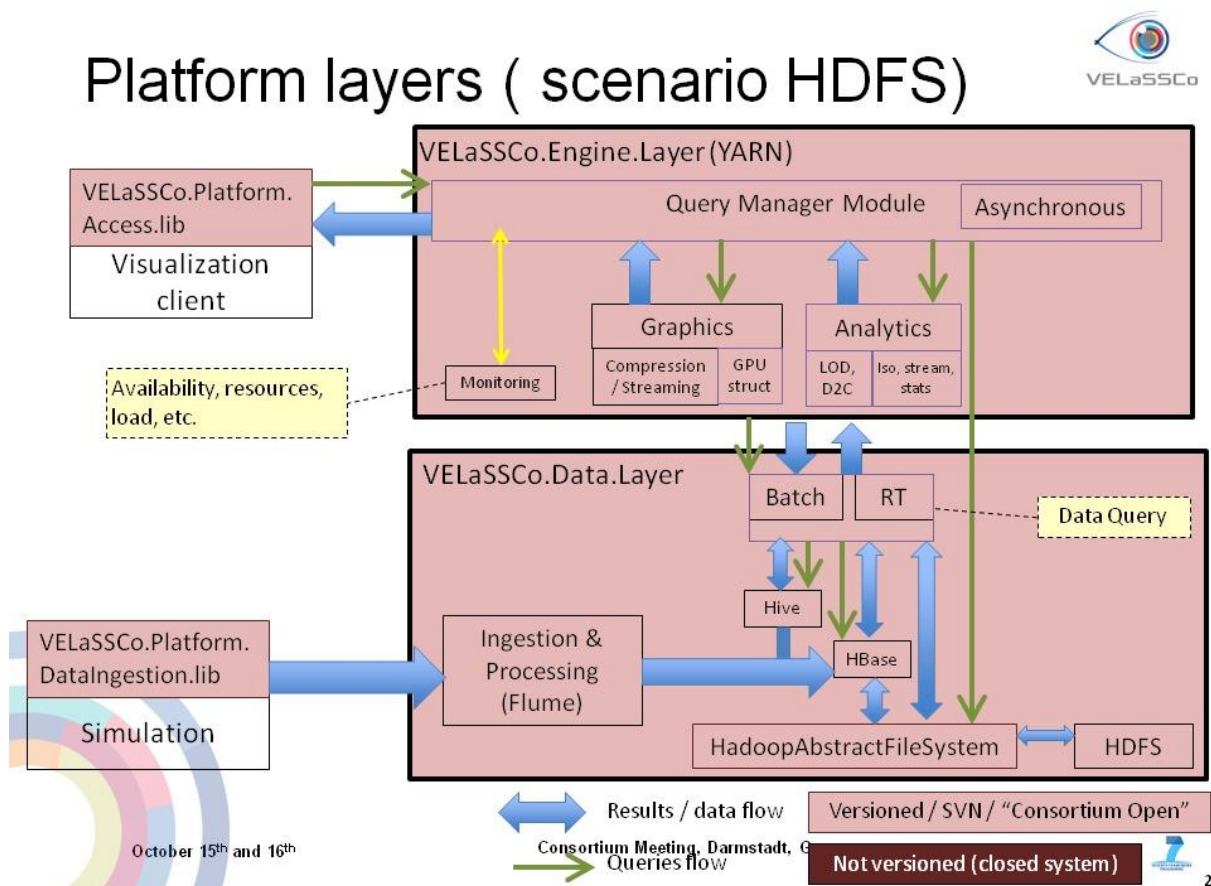 Platform layers ( scenario HDFS)
VELaSSCo
VELaSSCo.Engine.Layer (YARN)
VELaSSCo.Platform.
Access.lib
Visualization
client
Query Manager Module
Asynchronous
Graphics
Compression
/ Streaming
GPU
struct
Analytics
LOD,
D2C
Iso, stream,
stats
Monitoring
Availability, resources,
load, etc.
VELaSSCo.Data.Layer
Batch
RT
Data Query
Hive
HBase
VELaSSCo.Platform.
DataIngestion.lib
Simulation
Ingestion &
Processing
(Flume)
HadoopAbstractFileSystem
HDFS
Results / data flow
Versioned / SVN / “Consortium Open”
October 15th and 16th
Consortium Meeting, Darmstadt, G
Queries flow
Not versioned (closed system)
2